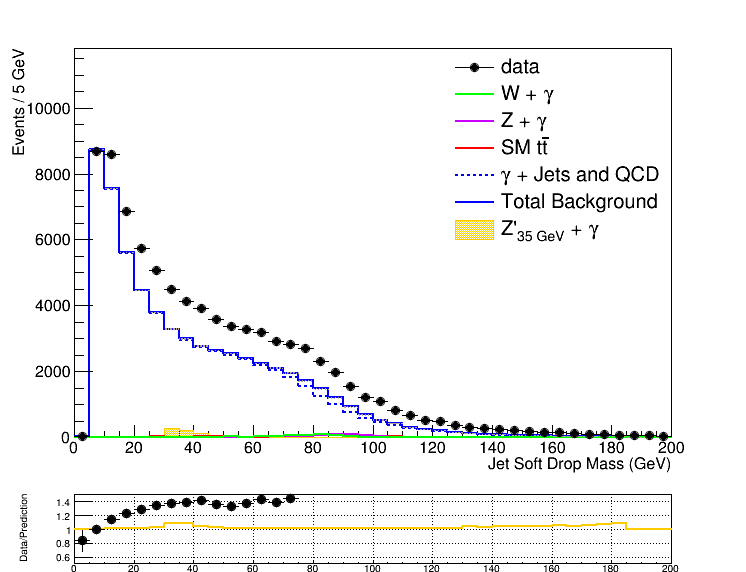 Events / 5 GeV
10000
8000
6000
4000
2000
0
data
W + γ
Z + γ
SM tt̄
γ + Jets and QCD
Total Background
Z'35 GeV + γ
0 20 40 60 80 100 120 140 160 180 200
Jet Soft Drop Mass (GeV)
Data/Prediction
1.4
1.2
1
0.8
0.6
0 20 40 60 80 100 120 140 160 180 200